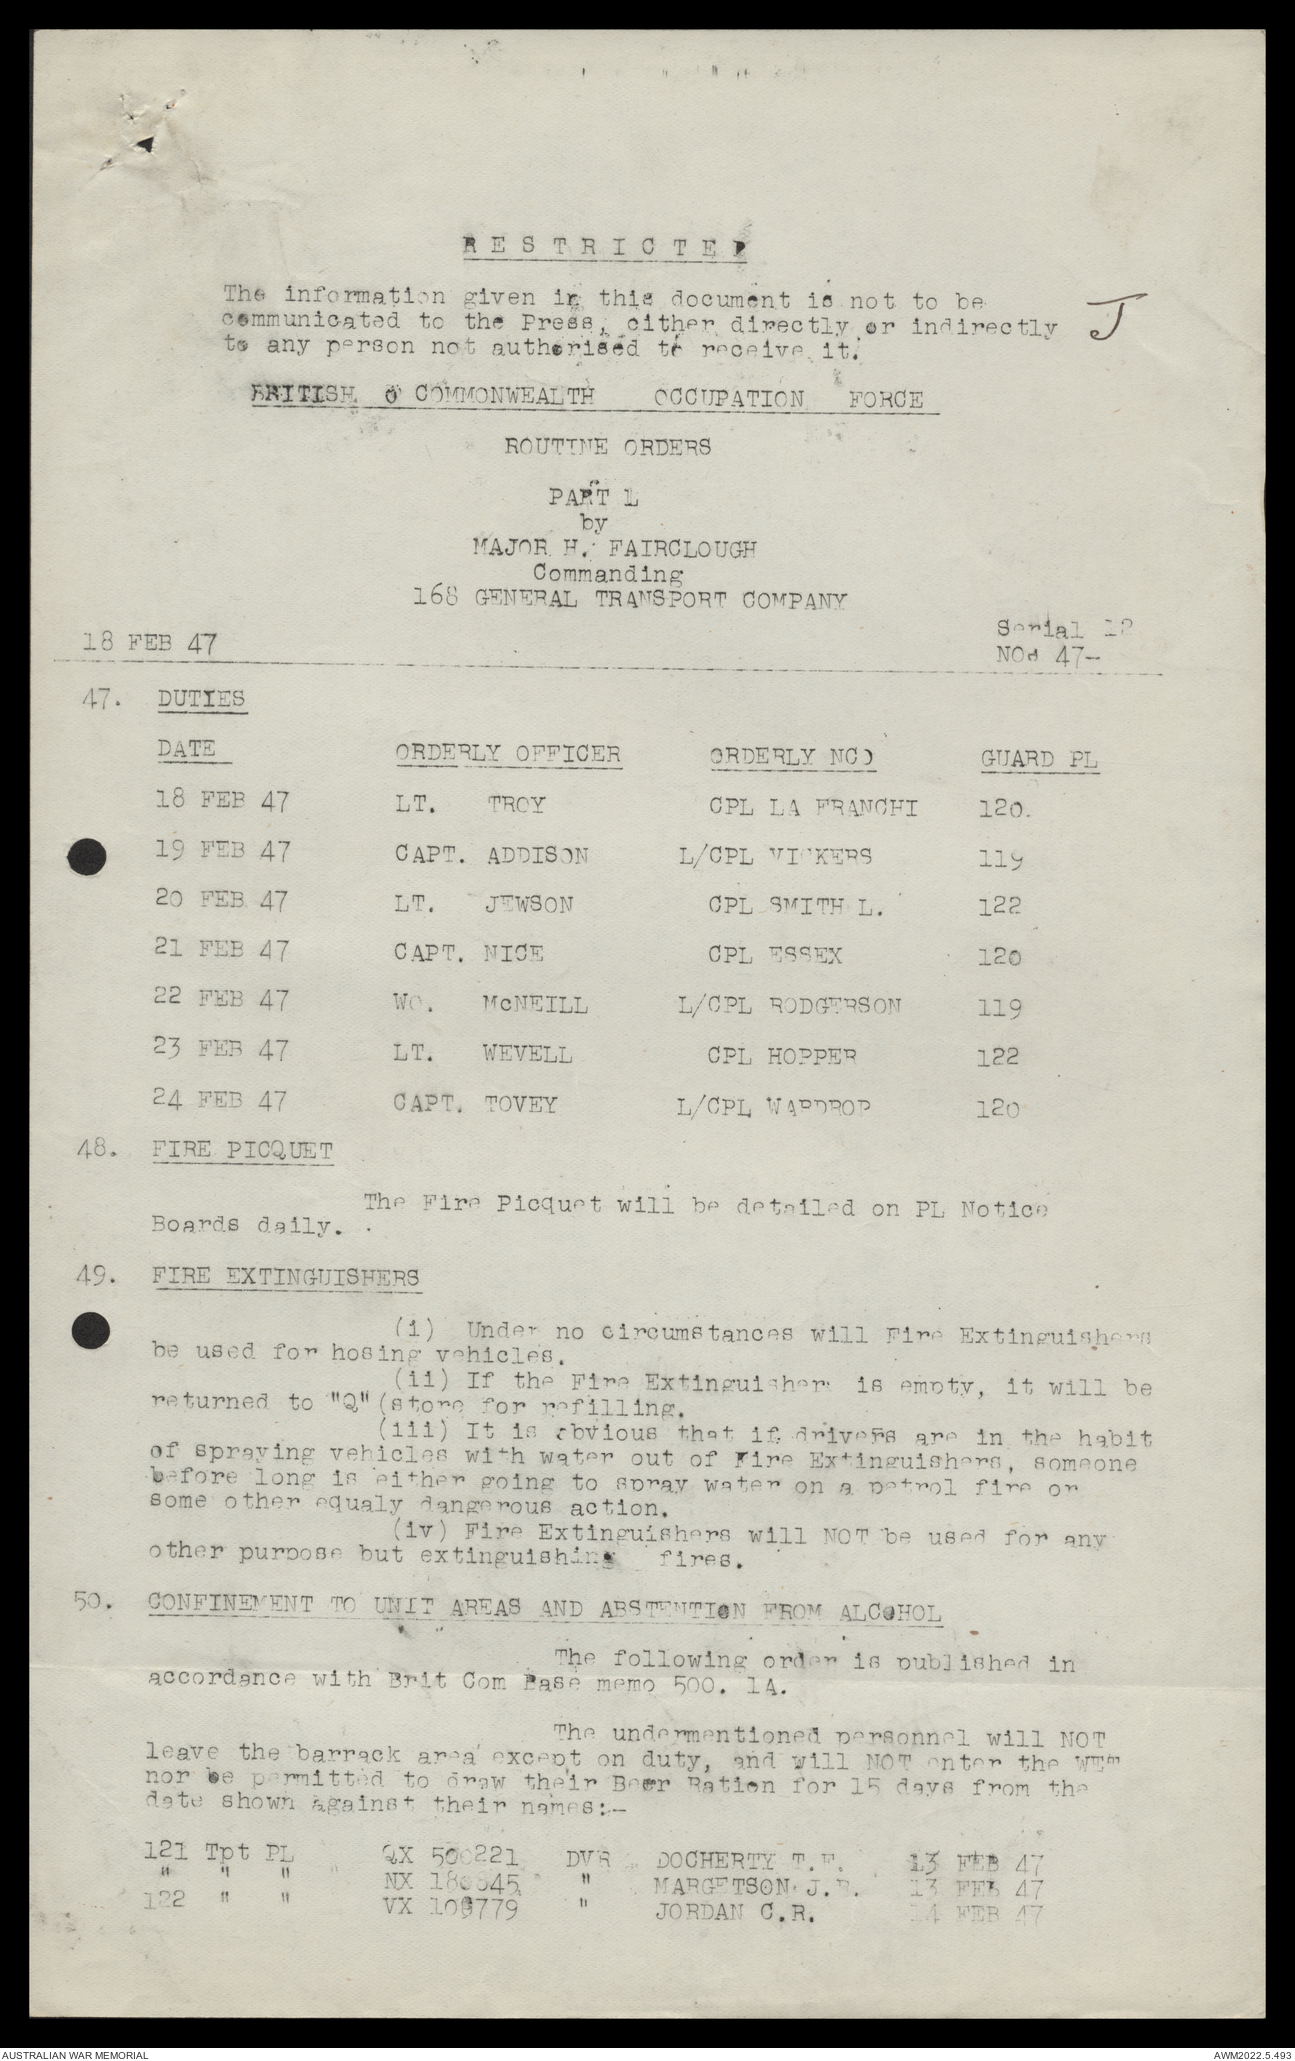 RESTRICTED
The information given in this document is not to be
communicated to the Press, either directly or indirectly
to any person not authorised to receive it.
J
BRITISH COMMONWEALTH OCCUPATION FORCE
ROUTINE ORDERS
PART 1
by
MAJOR H. FAIRCLOUGH
Commanding
168 GENERAL TRANSPORT COMPANY
Serial 12
18 FEB 47
NOs 47-
47. DUTIES
DATE ORDERLY OFFICER ORDERLY NCO GUARD PL
18 FEB 47 LT. TROY CPL LA FRANCHI 120.
19 FEB 47 CAPT. ADDISON L/CPL VICKERS 119
20 FEB 47 LT. JEWSON CPL SMITH L. 122
21 FEB 47 CAPT. NICE CPL ESSEX 120
22 FEB 47 WO. McNEILL L/CPL RODGERSON 119
23 FEB 47 LT. WEVELL CPL HOPPER 122
24 FEB 47 CAPT. TOVEY L/CPL WARDROP 120
48. FIRE PICQUET
The Fire Picquet will be detailed on PL Notice
Boards daily.
49. FIRE EXTINGUISHERS
(i) Under no circumstances will Fire Extinguishers
be used for hosing vehicles.
(ii) If the Fire Extinguisher is empty, it will be
returned to "Q" (store for refilling.
(iii) It is obvious that if drivers are in the habit
of spraying vehicles with water out of Fire Extinguishers, someone
before long is either going to spray water on a petrol fire or
some other equaly dangerous action.
(iv) Fire Extinguishers will NOT be used for any
other purpose but extinguishing fires.
50. CONFINEMENT TO UNIT AREAS AND ABSTENTION FROM ALCOHOL
The following order is published in
accordance with Brit Com Base memo 500. 1A.
The undermentioned personnel will NOT
leave the barrack area except on duty, and will NOT enter the WET
nor be permitted to draw their Beer Ration for 15 days from the
date shown against their names:-
121 Tpt PL QX 500221 DVR DOCHERTY T.F. 13 FEB 47
" " " NX " MARGETSON J. 13 FEB 47
122 " " VX " JORDAN C.R. 14 FEB 47
AUSTRALIAN WAR MEMORIAL
AWM2022.5.493